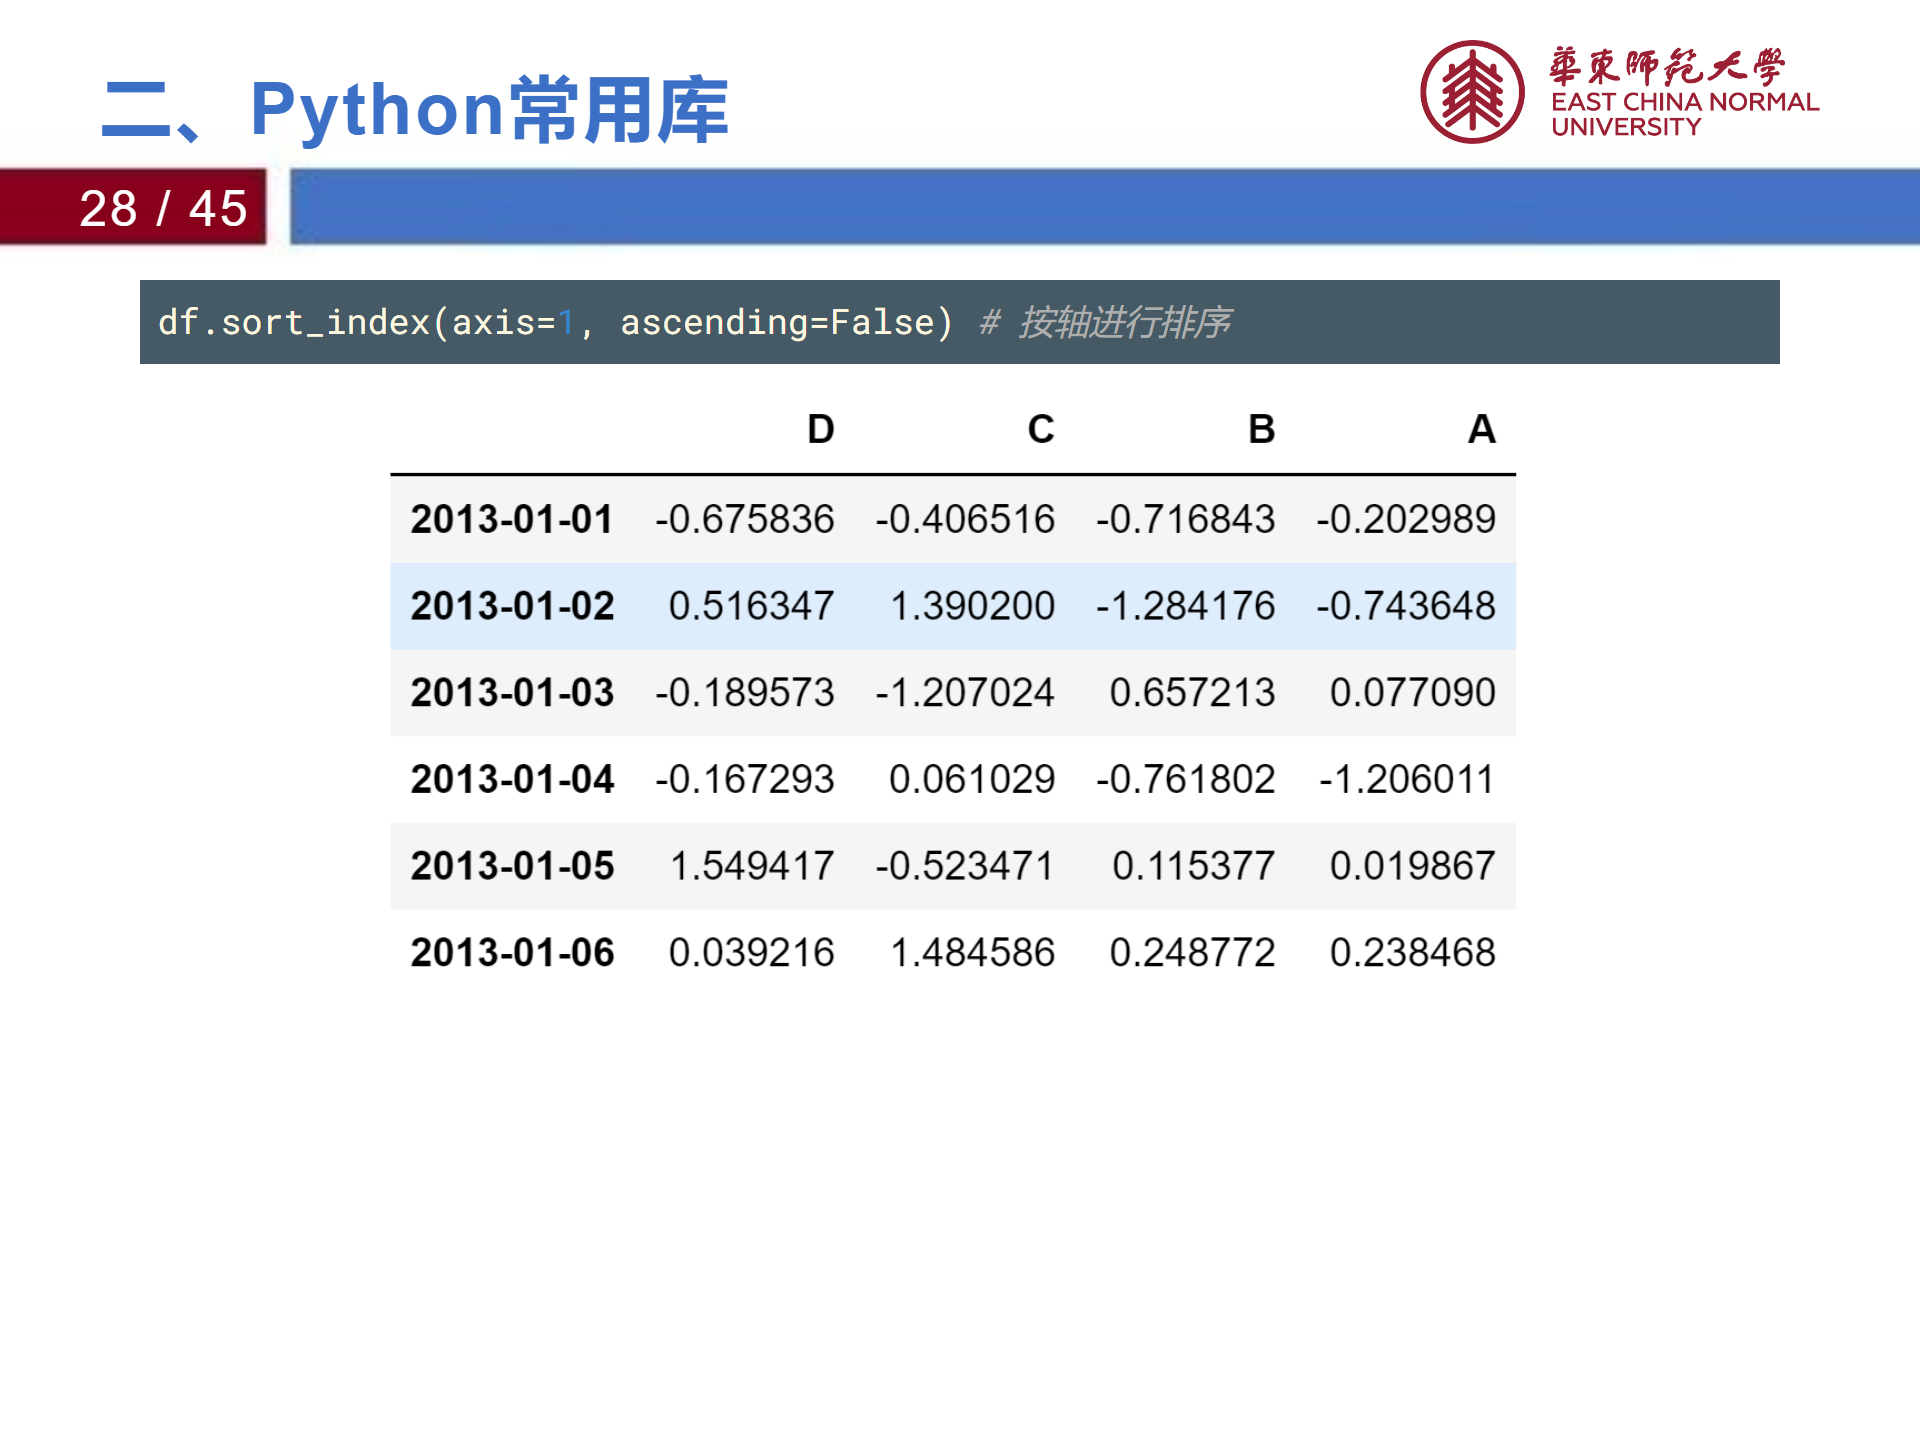 二、Python常用库
華東師範大學
EAST CHINA NORMAL
UNIVERSITY
28 / 45
df.sort_index(axis=1, ascending=False) # 按轴进行排序
D C B A
2013-01-01 -0.675836 -0.406516 -0.716843 -0.202989
2013-01-02 0.516347 1.390200 -1.284176 -0.743648
2013-01-03 -0.189573 -1.207024 0.657213 0.077090
2013-01-04 -0.167293 0.061029 -0.761802 -1.206011
2013-01-05 1.549417 -0.523471 0.115377 0.019867
2013-01-06 0.039216 1.484586 0.248772 0.238468